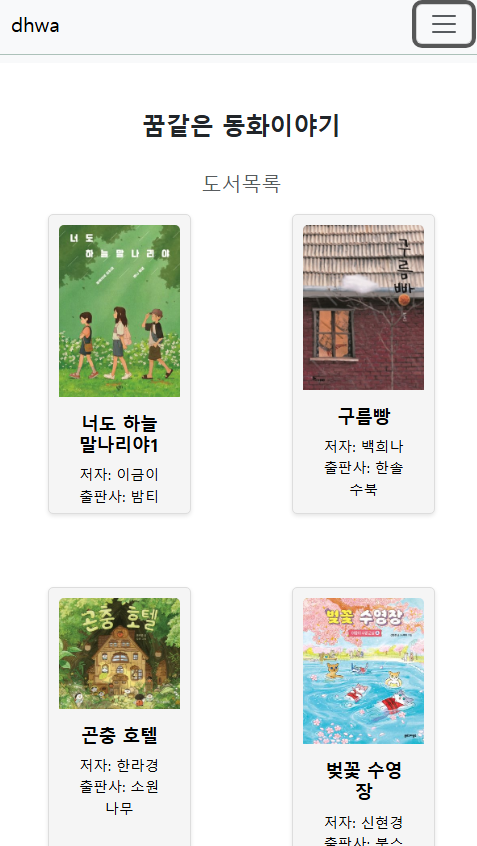 dhwa
꿈같은 동화이야기
도서목록
너도
하늘말나리야
너도 하늘
말나리야1
저자: 이금이
출판사: 밤티
구름빵
구름빵
저자: 백희나
출판사: 한솔
수북
곤충 호텔
곤충 호텔
저자: 한라경
출판사: 소원
나무
벚꽃 수영장
벚꽃 수영
장
저자: 신현경
출판사: 북스